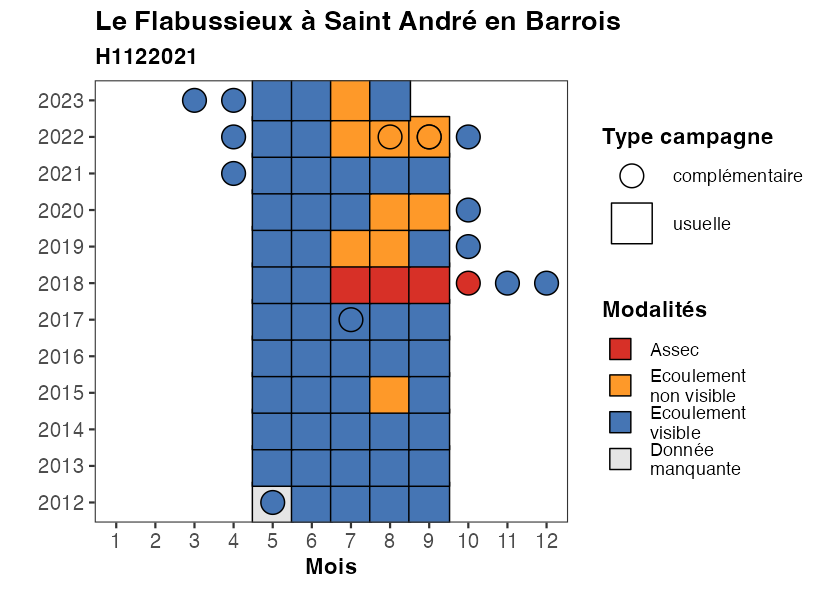 Le Flabussieux à Saint André en Barrois
H1122021
2023
2022
2021
2020
2019
2018
2017
2016
2015
2014
2013
2012
1 2 3 4 5 6 7 8 9 10 11 12
Mois
Type campagne
complémentaire
usuelle
Modalités
Assec
Ecoulement
non visible
Ecoulement
visible
Donnée
manquante